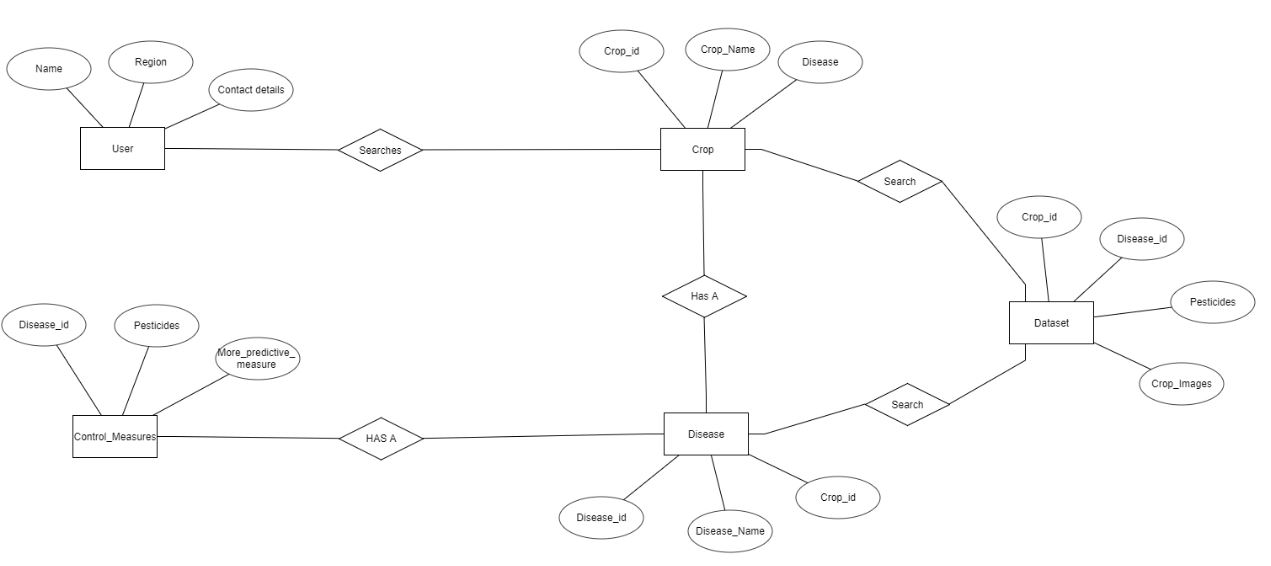 Name
Region
Contact details
User
Searches
Crop_id
Crop_Name
Disease
Crop
Search
Crop_id
Disease_id
Pesticides
Crop_Images
Dataset
Has A
Disease_id
Pesticides
More_predictive_
measure
Control_Measures
HAS A
Disease
Search
Disease_id
Disease_Name
Crop_id